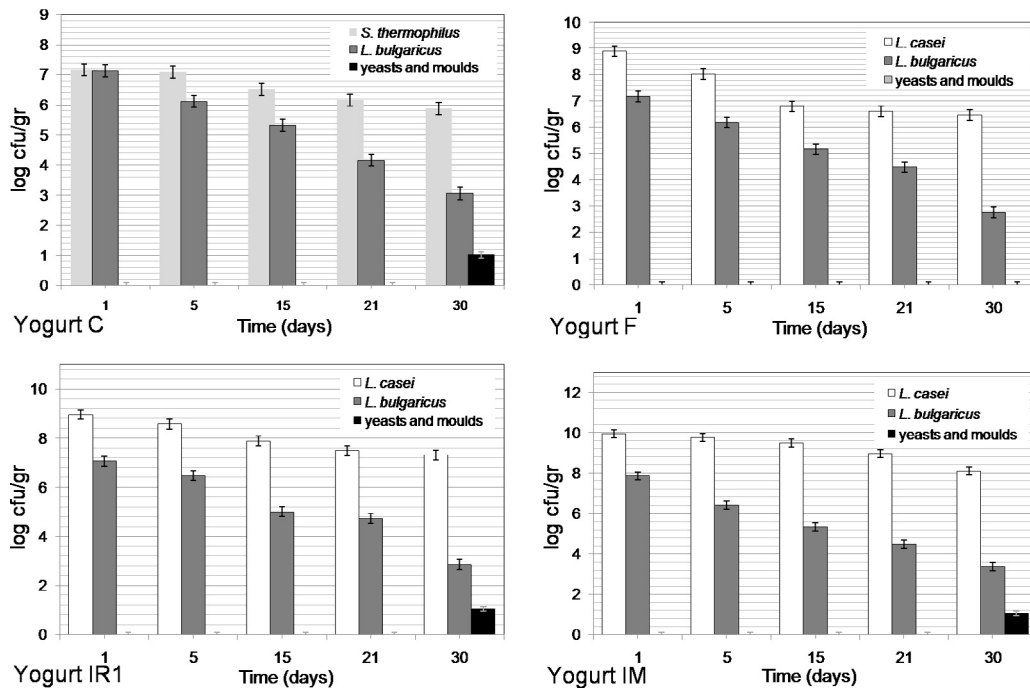 9
8
7
6
5
4
3
2
1
0
log cfu/gr
S. thermophilus
L. bulgaricus
yeasts and moulds
1 5 15 21 30
Time (days)
Yogurt C
10
9
8
7
6
5
4
3
2
1
0
log cfu/gr
L. casei
L. bulgaricus
yeasts and moulds
1 5 15 21 30
Time (days)
Yogurt F
10
8
6
4
2
0
log cfu/gr
L. casei
L. bulgaricus
yeasts and moulds
1 5 15 21 30
Time (days)
Yogurt IR1
12
10
8
6
4
2
0
log cfu/gr
L. casei
L. bulgaricus
yeasts and moulds
1 5 15 21 30
Time (days)
Yogurt IM